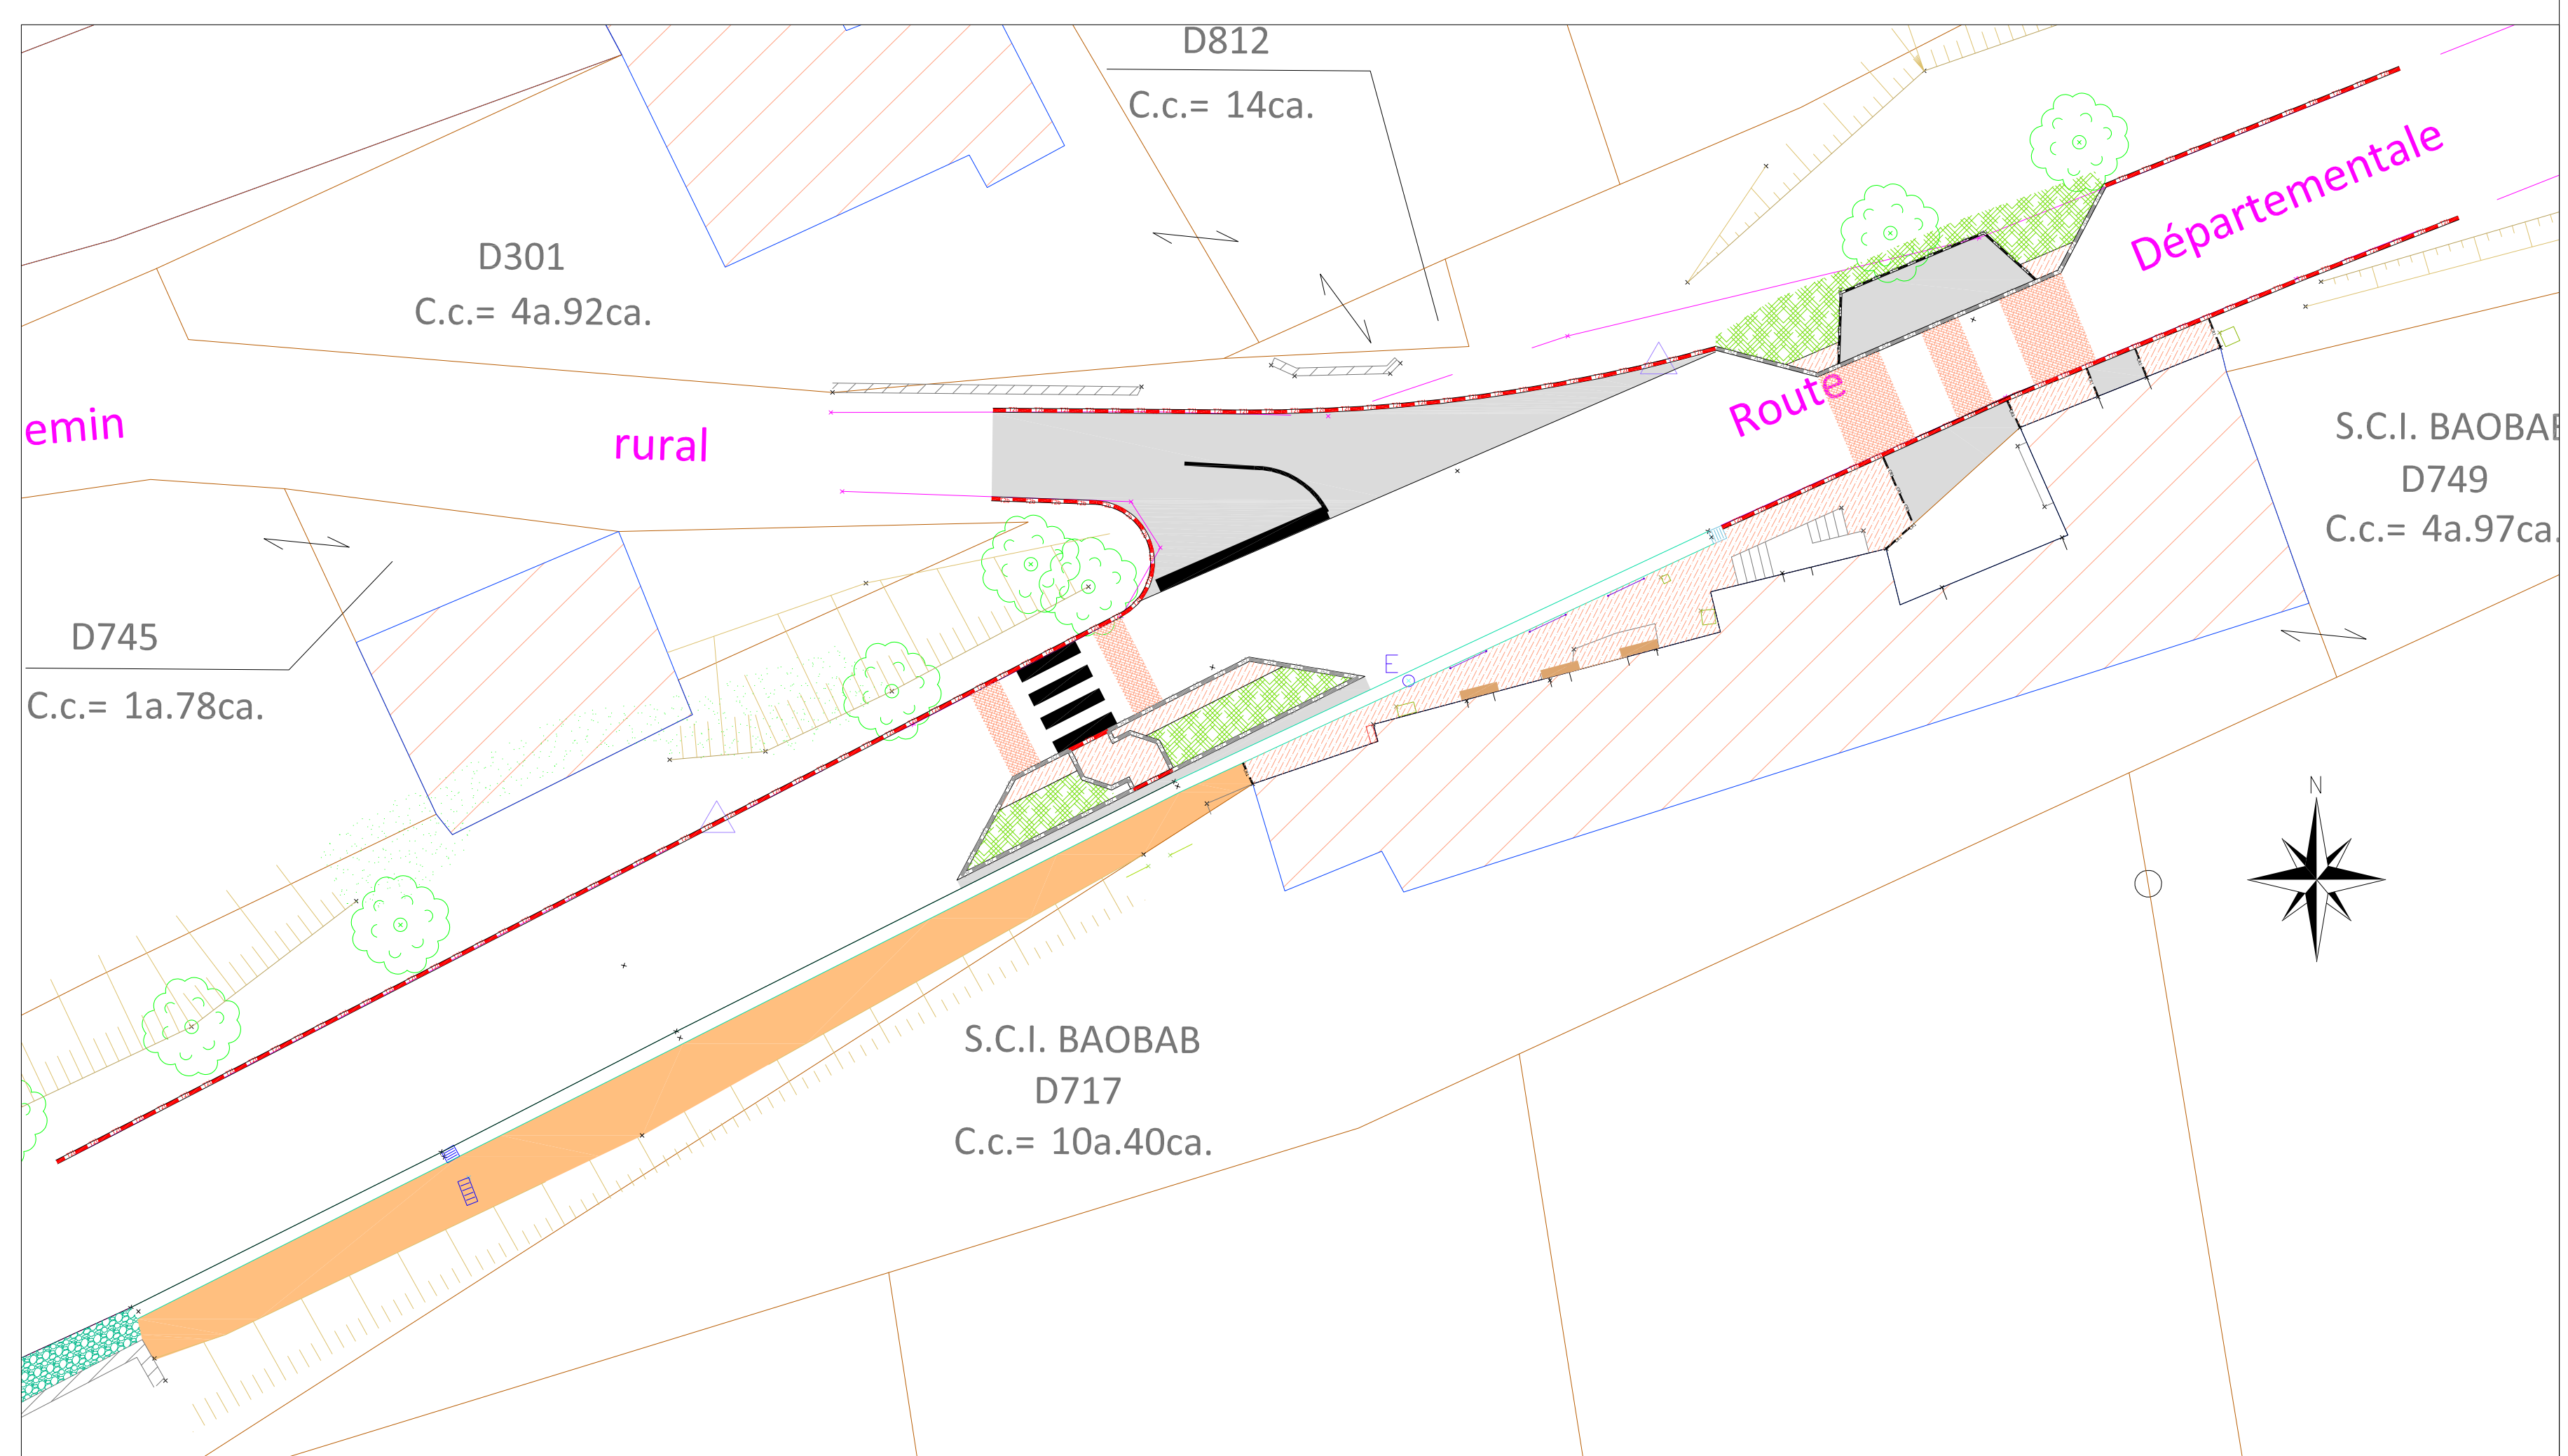 D812
C.c.= 14ca.
D301
C.c.= 4a.92ca.
Départementale
Route
emin
rural
S.C.I. BAOBAB
D749
C.c.= 4a.97ca.
D745
C.c.= 1a.78ca.
E
N
S.C.I. BAOBAB
D717
C.c.= 10a.40ca.